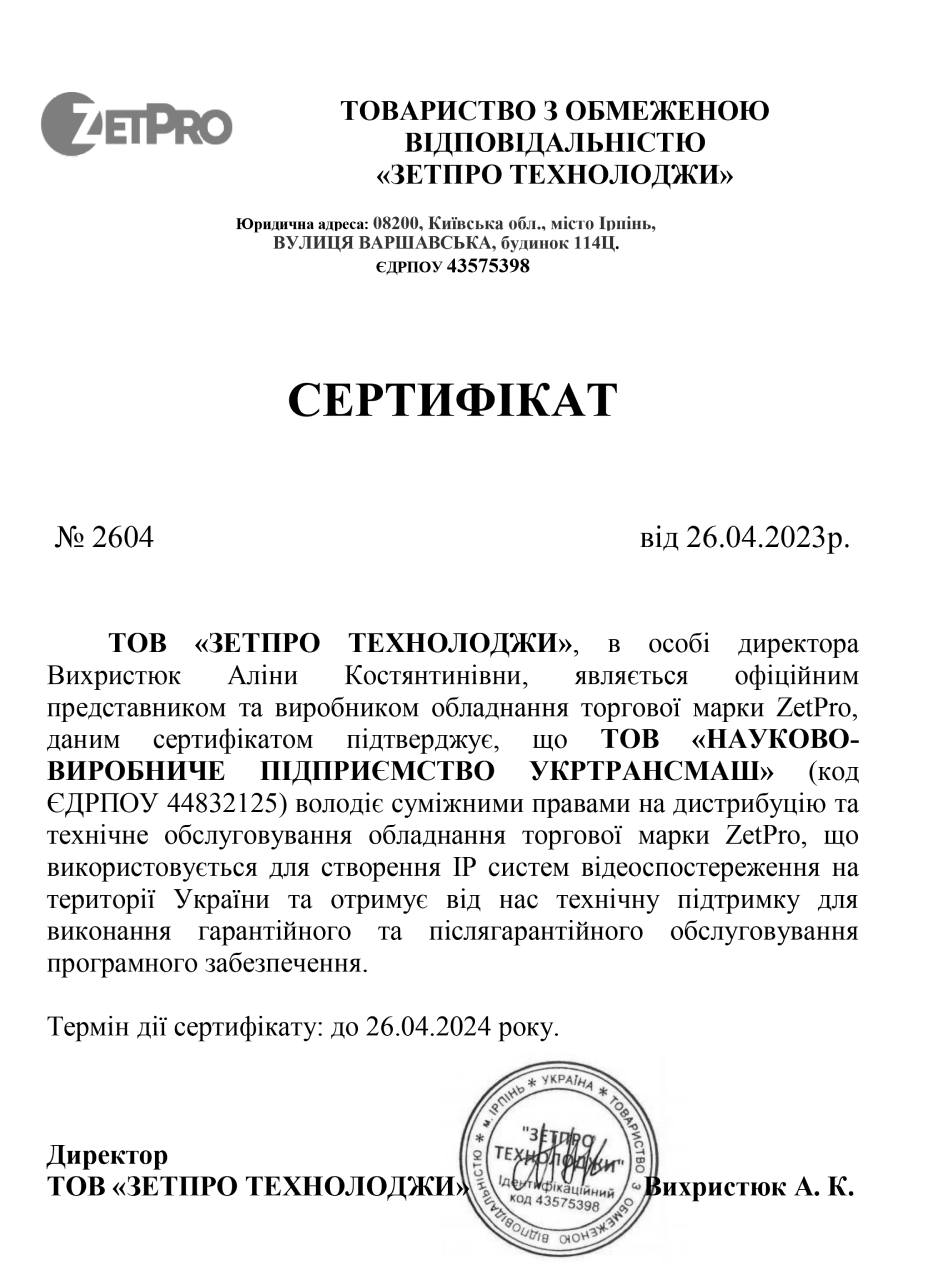 ZETPRO
ТОВАРИСТВО З ОБМЕЖЕНОЮ
ВІДПОВІДАЛЬНІСТЮ
«ЗЕТПРО ТЕХНОЛОДЖИ»
Юридична адреса: 08200, Київська обл., місто Ірпінь,
ВУЛИЦЯ ВАРШАВСЬКА, будинок 114Ц.
ЄДРПОУ 43575398
СЕРТИФІКАТ
№ 2604 від 26.04.2023р.
ТОВ «ЗЕТПРО ТЕХНОЛОДЖИ», в особі директора
Вихристюк Аліни Костянтинівни, являється офіційним
представником та виробником обладнання торгової марки ZetPro,
даним сертифікатом підтверджує, що ТОВ «НАУКОВО-
ВИРОБНИЧЕ ПІДПРИЄМСТВО УКРТРАНСМАШ» (код
ЄДРПОУ 44832125) володіє суміжними правами на дистрибуцію та
технічне обслуговування обладнання торгової марки ZetPro, що
використовується для створення IP систем відеоспостереження на
території України та отримує від нас технічну підтримку для
виконання гарантійного та післягарантійного обслуговування
програмного забезпечення.
Термін дії сертифікату: до 26.04.2024 року.
Директор
ТОВ «ЗЕТПРО ТЕХНОЛОДЖИ» Вихристюк А. К.
* УКРАЇНА * ТОВАРИСТВО З ОБМЕЖЕНОЮ ВІДПОВІДАЛЬНІСТЮ * м. ІРПІНЬ
"ЗЕТПРО
ТЕХНОЛОДЖИ"
Ідентифікаційний
код 43575398